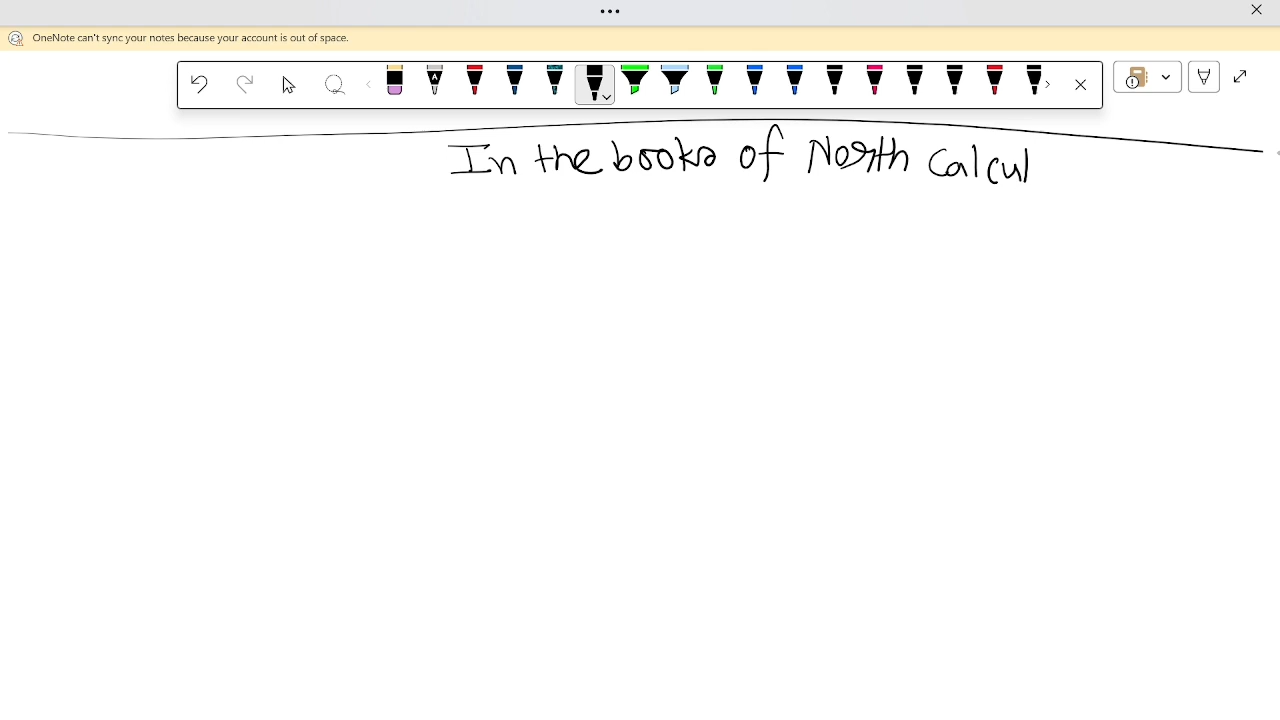 OneNote can't sync your notes because your account is out of space.
A
In the books of North Calcul